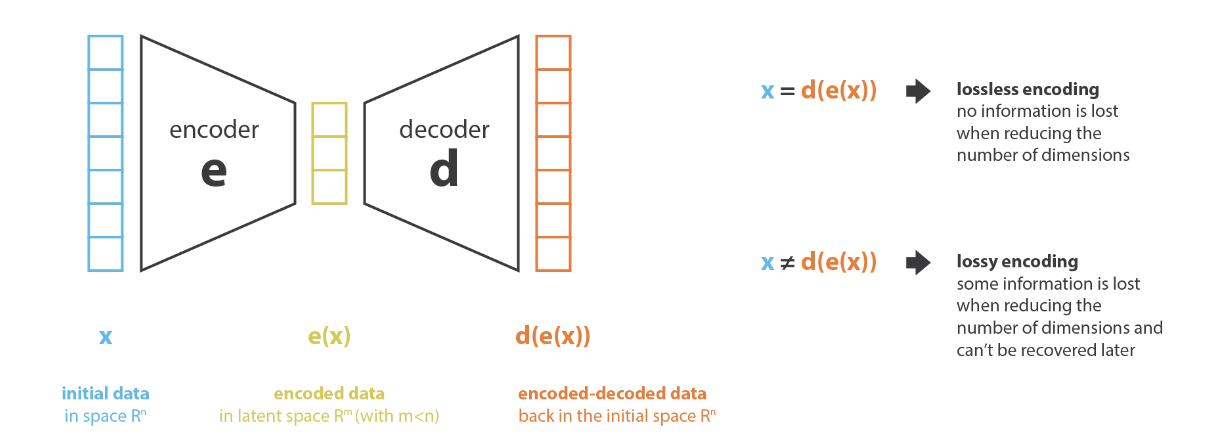 encoder
e
decoder
d
x
e(x)
d(e(x))
initial data
in space Rⁿ
encoded data
in latent space Rᵐ (with m<n)
encoded-decoded data
back in the initial space Rⁿ
x = d(e(x))
lossless encoding
no information is lost
when reducing the
number of dimensions
x ≠ d(e(x))
lossy encoding
some information is lost
when reducing the
number of dimensions and
can't be recovered later